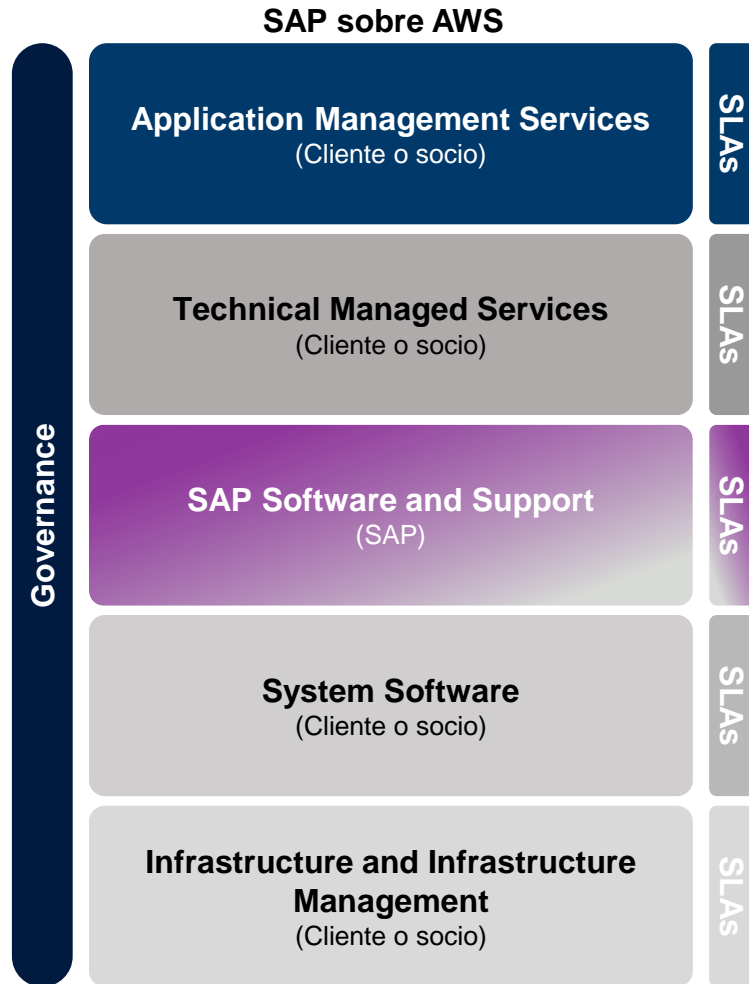 SAP sobre AWS
Governance
Application Management Services
(Cliente o socio)
SLAs
Technical Managed Services
(Cliente o socio)
SLAs
SAP Software and Support
(SAP)
SLAs
System Software
(Cliente o socio)
SLAs
Infrastructure and Infrastructure
Management
(Cliente o socio)
SLAs